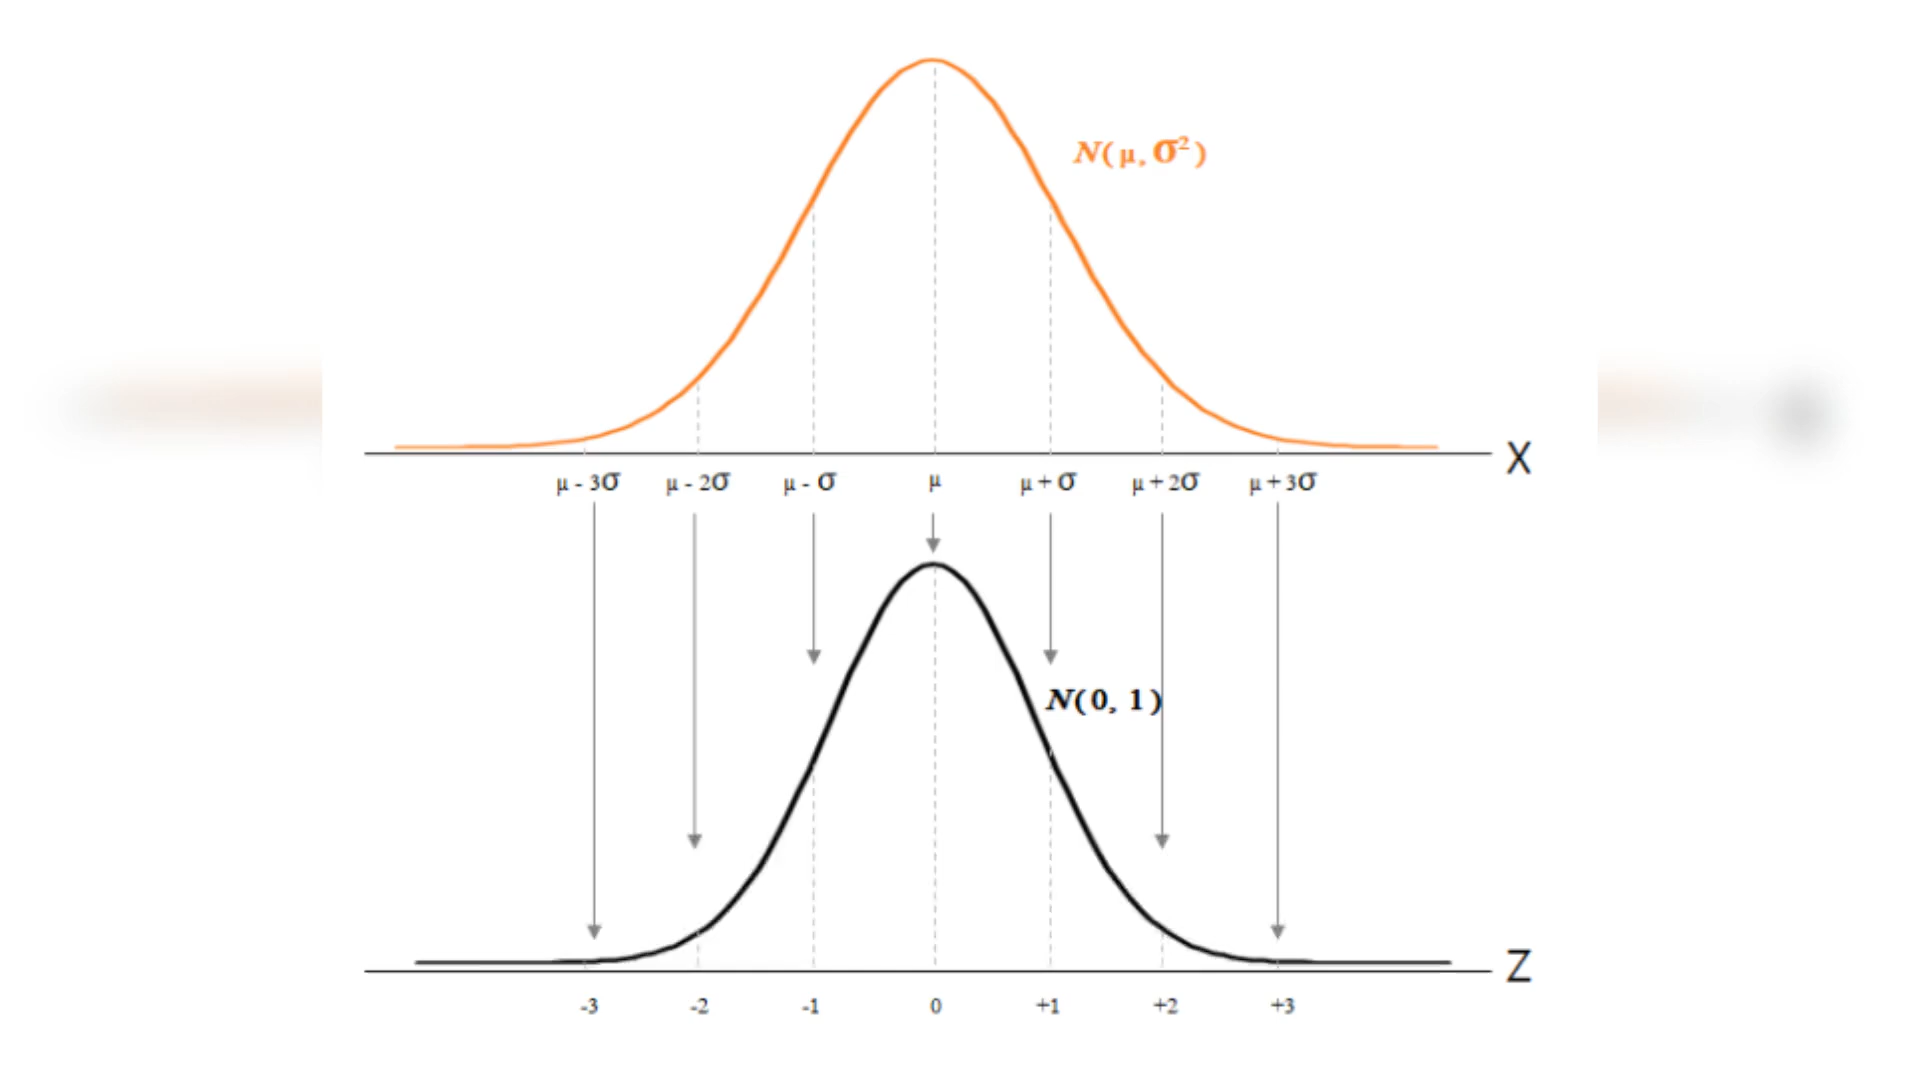 N(μ, σ²)
X
μ - 3σ μ - 2σ μ - σ μ μ + σ μ + 2σ μ + 3σ
N(0, 1)
Z
-3 -2 -1 0 +1 +2 +3